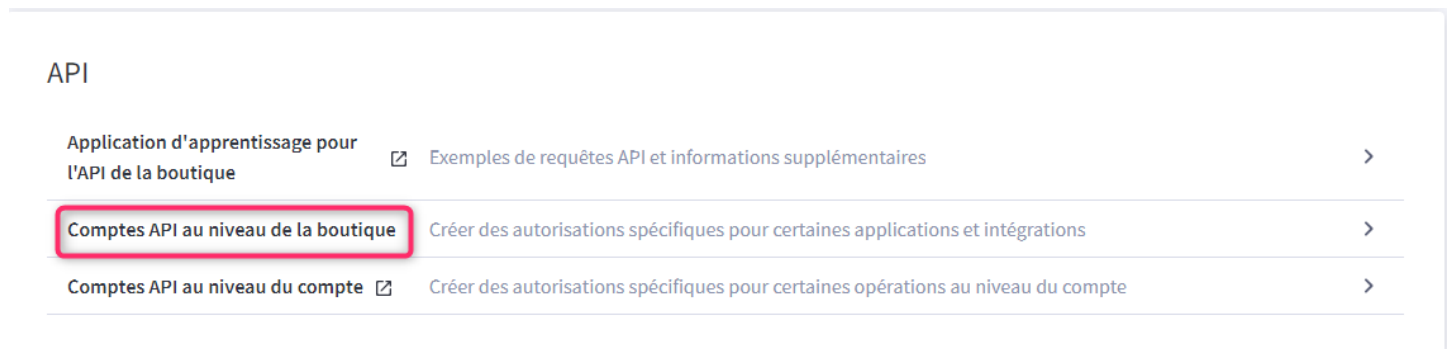 API
Application d'apprentissage pour
l'API de la boutique
Exemples de requêtes API et informations supplémentaires
Comptes API au niveau de la boutique
Créer des autorisations spécifiques pour certaines applications et intégrations
Comptes API au niveau du compte
Créer des autorisations spécifiques pour certaines opérations au niveau du compte